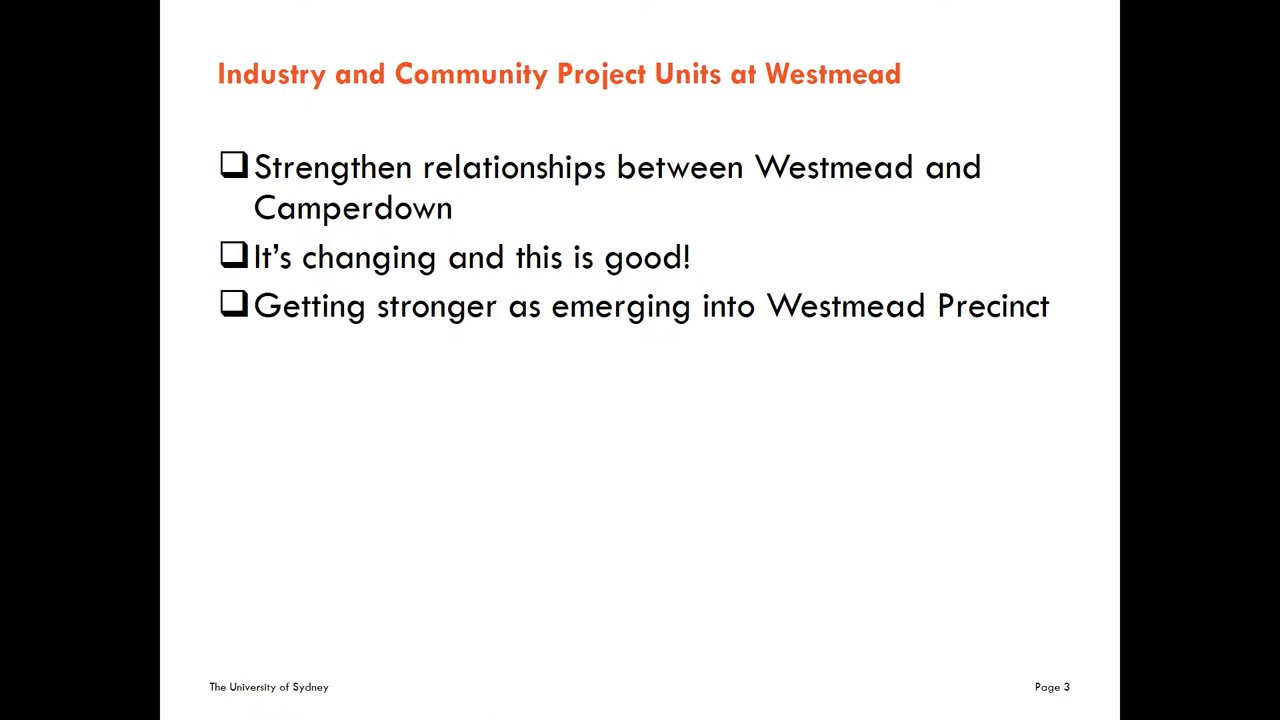 Industry and Community Project Units at Westmead
Strengthen relationships between Westmead and
Camperdown
It's changing and this is good!
Getting stronger as emerging into Westmead Precinct
The University of Sydney
Page 3